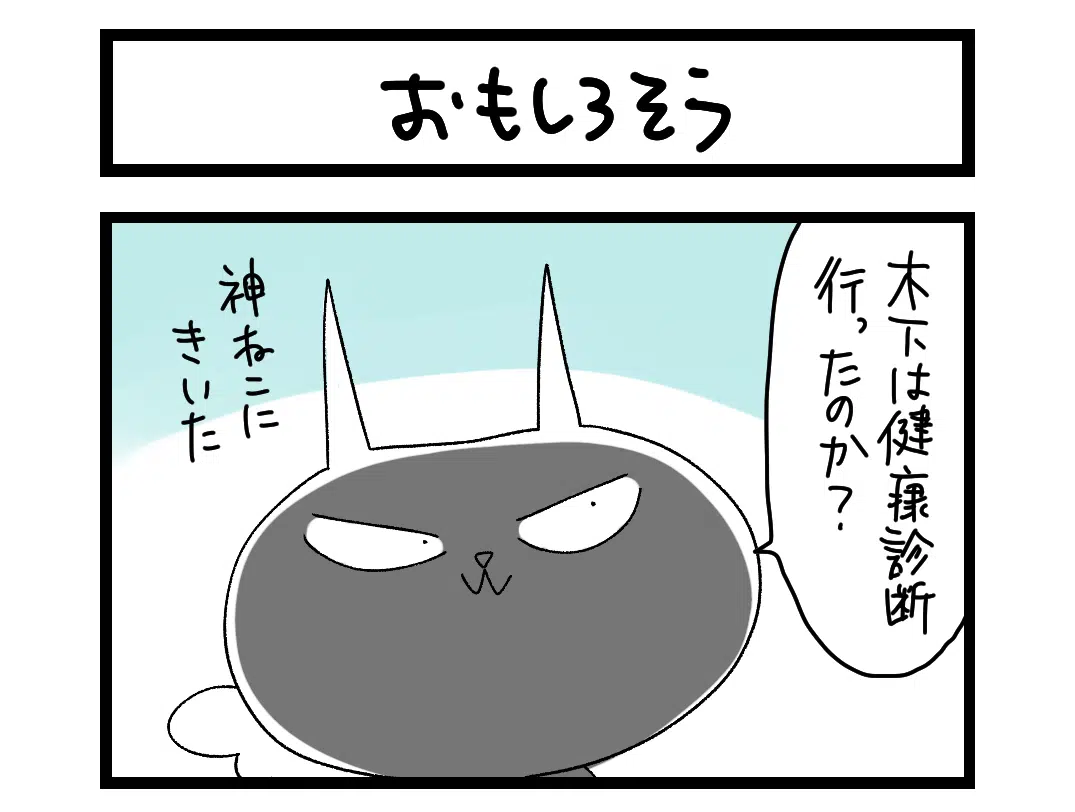 おもしろそう
木下は健康診断
行ったのか?
神ねこに
きいた